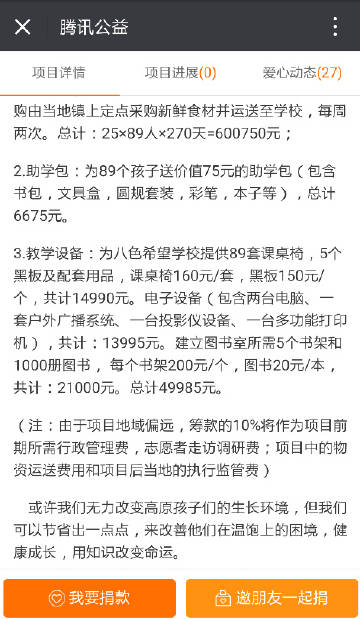 腾讯公益
项目详情 项目进展(0) 爱心动态(27)
购由当地镇上定点采购新鲜食材并运送至学校，每周
两次。总计：25×89人×270天=600750元；
2.助学包：为89个孩子送价值75元的助学包（包含
书包，文具盒，圆规套装，彩笔，本子等），总计
6675元。
3.教学设备：为八色希望学校提供89套课桌椅，5个
黑板及配套用品，课桌椅160元/套，黑板150元/
个，共计14990元。电子设备（包含两台电脑、一
套户外广播系统、一台投影仪设备、一台多功能打印
机），共计：13995元。建立图书室所需5个书架和
1000册图书， 每个书架200元/个，图书20元/本，
共计：21000元。总计49985元。
（注：由于项目地域偏远，筹款的10%将作为项目前
期所需行政管理费，志愿者走访调研费；项目中的物
资运送费用和项目后当地的执行监管费）
或许我们无力改变高原孩子们的生长环境，但我们
可以节省出一点点，来改善他们在温饱上的困境，健
康成长，用知识改变命运。
我要捐款 邀朋友一起捐